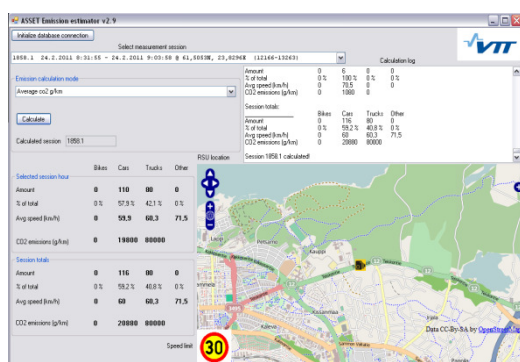 ASSET Emission estimator v2.9
Initialize database connection
Select measurement session
1858.1 24.2.2011 8:31:55 - 24.2.2011 9:03:58 @ 61,5053N, 23,8296E (12166-13263)
VTT
Calculation log
Emission calculation mode
Average co2 g/km
Calculate
Calculated session 1858.1
Amount 0 6 0 0
% of total 0 % 100 % 0 % 0 %
Avg speed (km/h) 0 70,5 0 0
CO2 emissions (g/km) 0 1080 0
Session totals:
Bikes Cars Trucks Other
Amount 0 116 80 0
% of total 0 % 59,2 % 40,8 % 0 %
Avg speed (km/h) 0 60 60,3 71,5
CO2 emissions (g/km) 0 20880 80000
Session 1858.1 calculated!
RSU location
Bikes Cars Trucks Other
Selected session hour
Amount 0 110 80 0
% of total 0 % 57,9 % 42,1 % 0 %
Avg speed (km/h) 0 59,9 60,3 71,5
CO2 emissions (g/km) 0 19800 80000
Session totals
Amount 0 116 80 0
% of total 0 % 59,2 % 40,8 % 0 %
Avg speed (km/h) 0 60 60,3 71,5
CO2 emissions (g/km) 0 20880 80000
Speed limit
30
Lappi
Petsamo
Kauppi
Kissanmaa
Kaleva
Data CC-By-SA by OpenStreetMap